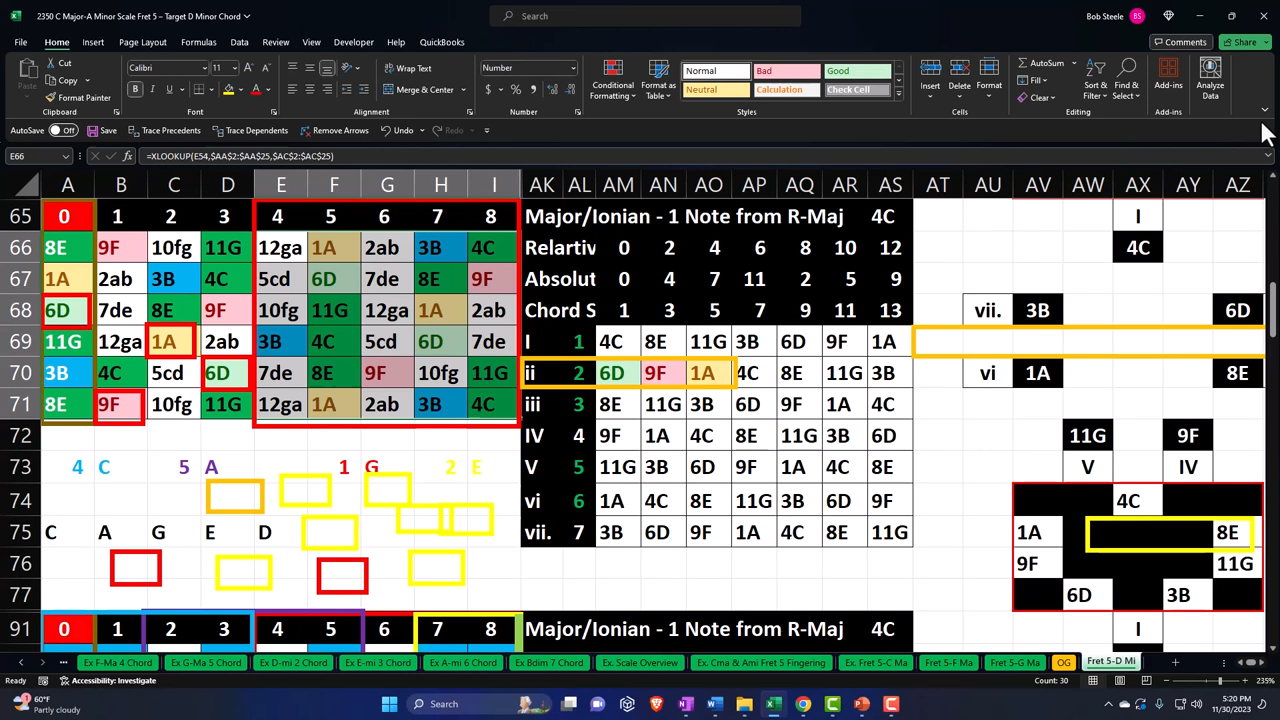 2350 C Major-A Minor Scale Fret 5 – Target D Minor Chord
Search
Bob Steele BS
File Home Insert Page Layout Formulas Data Review View Developer Automate Help QuickBooks
Comments Share
Cut
Copy
Paste
Format Painter
Clipboard
Calibri 11
Font
Wrap Text
Merge & Center
Alignment
Number
Number
Conditional Formatting
Format as Table
Normal Bad Good
Neutral Calculation Check Cell
Styles
Insert Delete Format
Cells
AutoSum
Fill
Clear
Sort & Filter
Find & Select
Editing
Add-ins
Add-ins
Analyze Data
AutoSave Off Save Trace Precedents Trace Dependents Remove Arrows Undo Redo
E66 =XLOOKUP(E54,$AA$2:$AA$25,$AC$2:$AC$25)
A B C D E F G H I AK AL AM AN AO AP AQ AR AS AT AU AV AW AX AY AZ
65 0 1 2 3 4 5 6 7 8 Major/Ionian - 1 Note from R-Maj 4C I
66 8E 9F 10fg 11G 12ga 1A 2ab 3B 4C Relartiv 0 2 4 6 8 10 12 4C
67 1A 2ab 3B 4C 5cd 6D 7de 8E 9F Absolut 0 4 7 11 2 5 9
68 6D 7de 8E 9F 10fg 11G 12ga 1A 2ab Chord S 1 3 5 7 9 11 13 vii. 3B 6D
69 11G 12ga 1A 2ab 3B 4C 5cd 6D 7de I 1 4C 8E 11G 3B 6D 9F 1A
70 3B 4C 5cd 6D 7de 8E 9F 10fg 11G ii 2 6D 9F 1A 4C 8E 11G 3B vi 1A 8E
71 8E 9F 10fg 11G 12ga 1A 2ab 3B 4C iii 3 8E 11G 3B 6D 9F 1A 4C
72 IV 4 9F 1A 4C 8E 11G 3B 6D 11G 9F
73 4 C 5 A 1 G 2 E V 5 11G 3B 6D 9F 1A 4C 8E V IV
74 vi 6 1A 4C 8E 11G 3B 6D 9F 4C
75 C A G E D vii. 7 3B 6D 9F 1A 4C 8E 11G 1A 8E
76 9F 11G
77 6D 3B
91 0 1 2 3 4 5 6 7 8 Major/Ionian - 1 Note from R-Maj 4C I
... Ex F-Ma 4 Chord Ex G-Ma 5 Chord Ex D-mi 2 Chord Ex E-mi 3 Chord Ex A-mi 6 Chord Ex Bdim 7 Chord Ex. Scale Overview Ex. Cma & Ami Fret 5 Fingering Ex. Fret 5-C Ma Fret 5-F Ma Fret 5-G Ma OG Fret 5-D Mi
Ready Accessibility: Investigate Count: 30 235%
60°F
Partly cloudy
Search
5:20 PM
11/30/2023